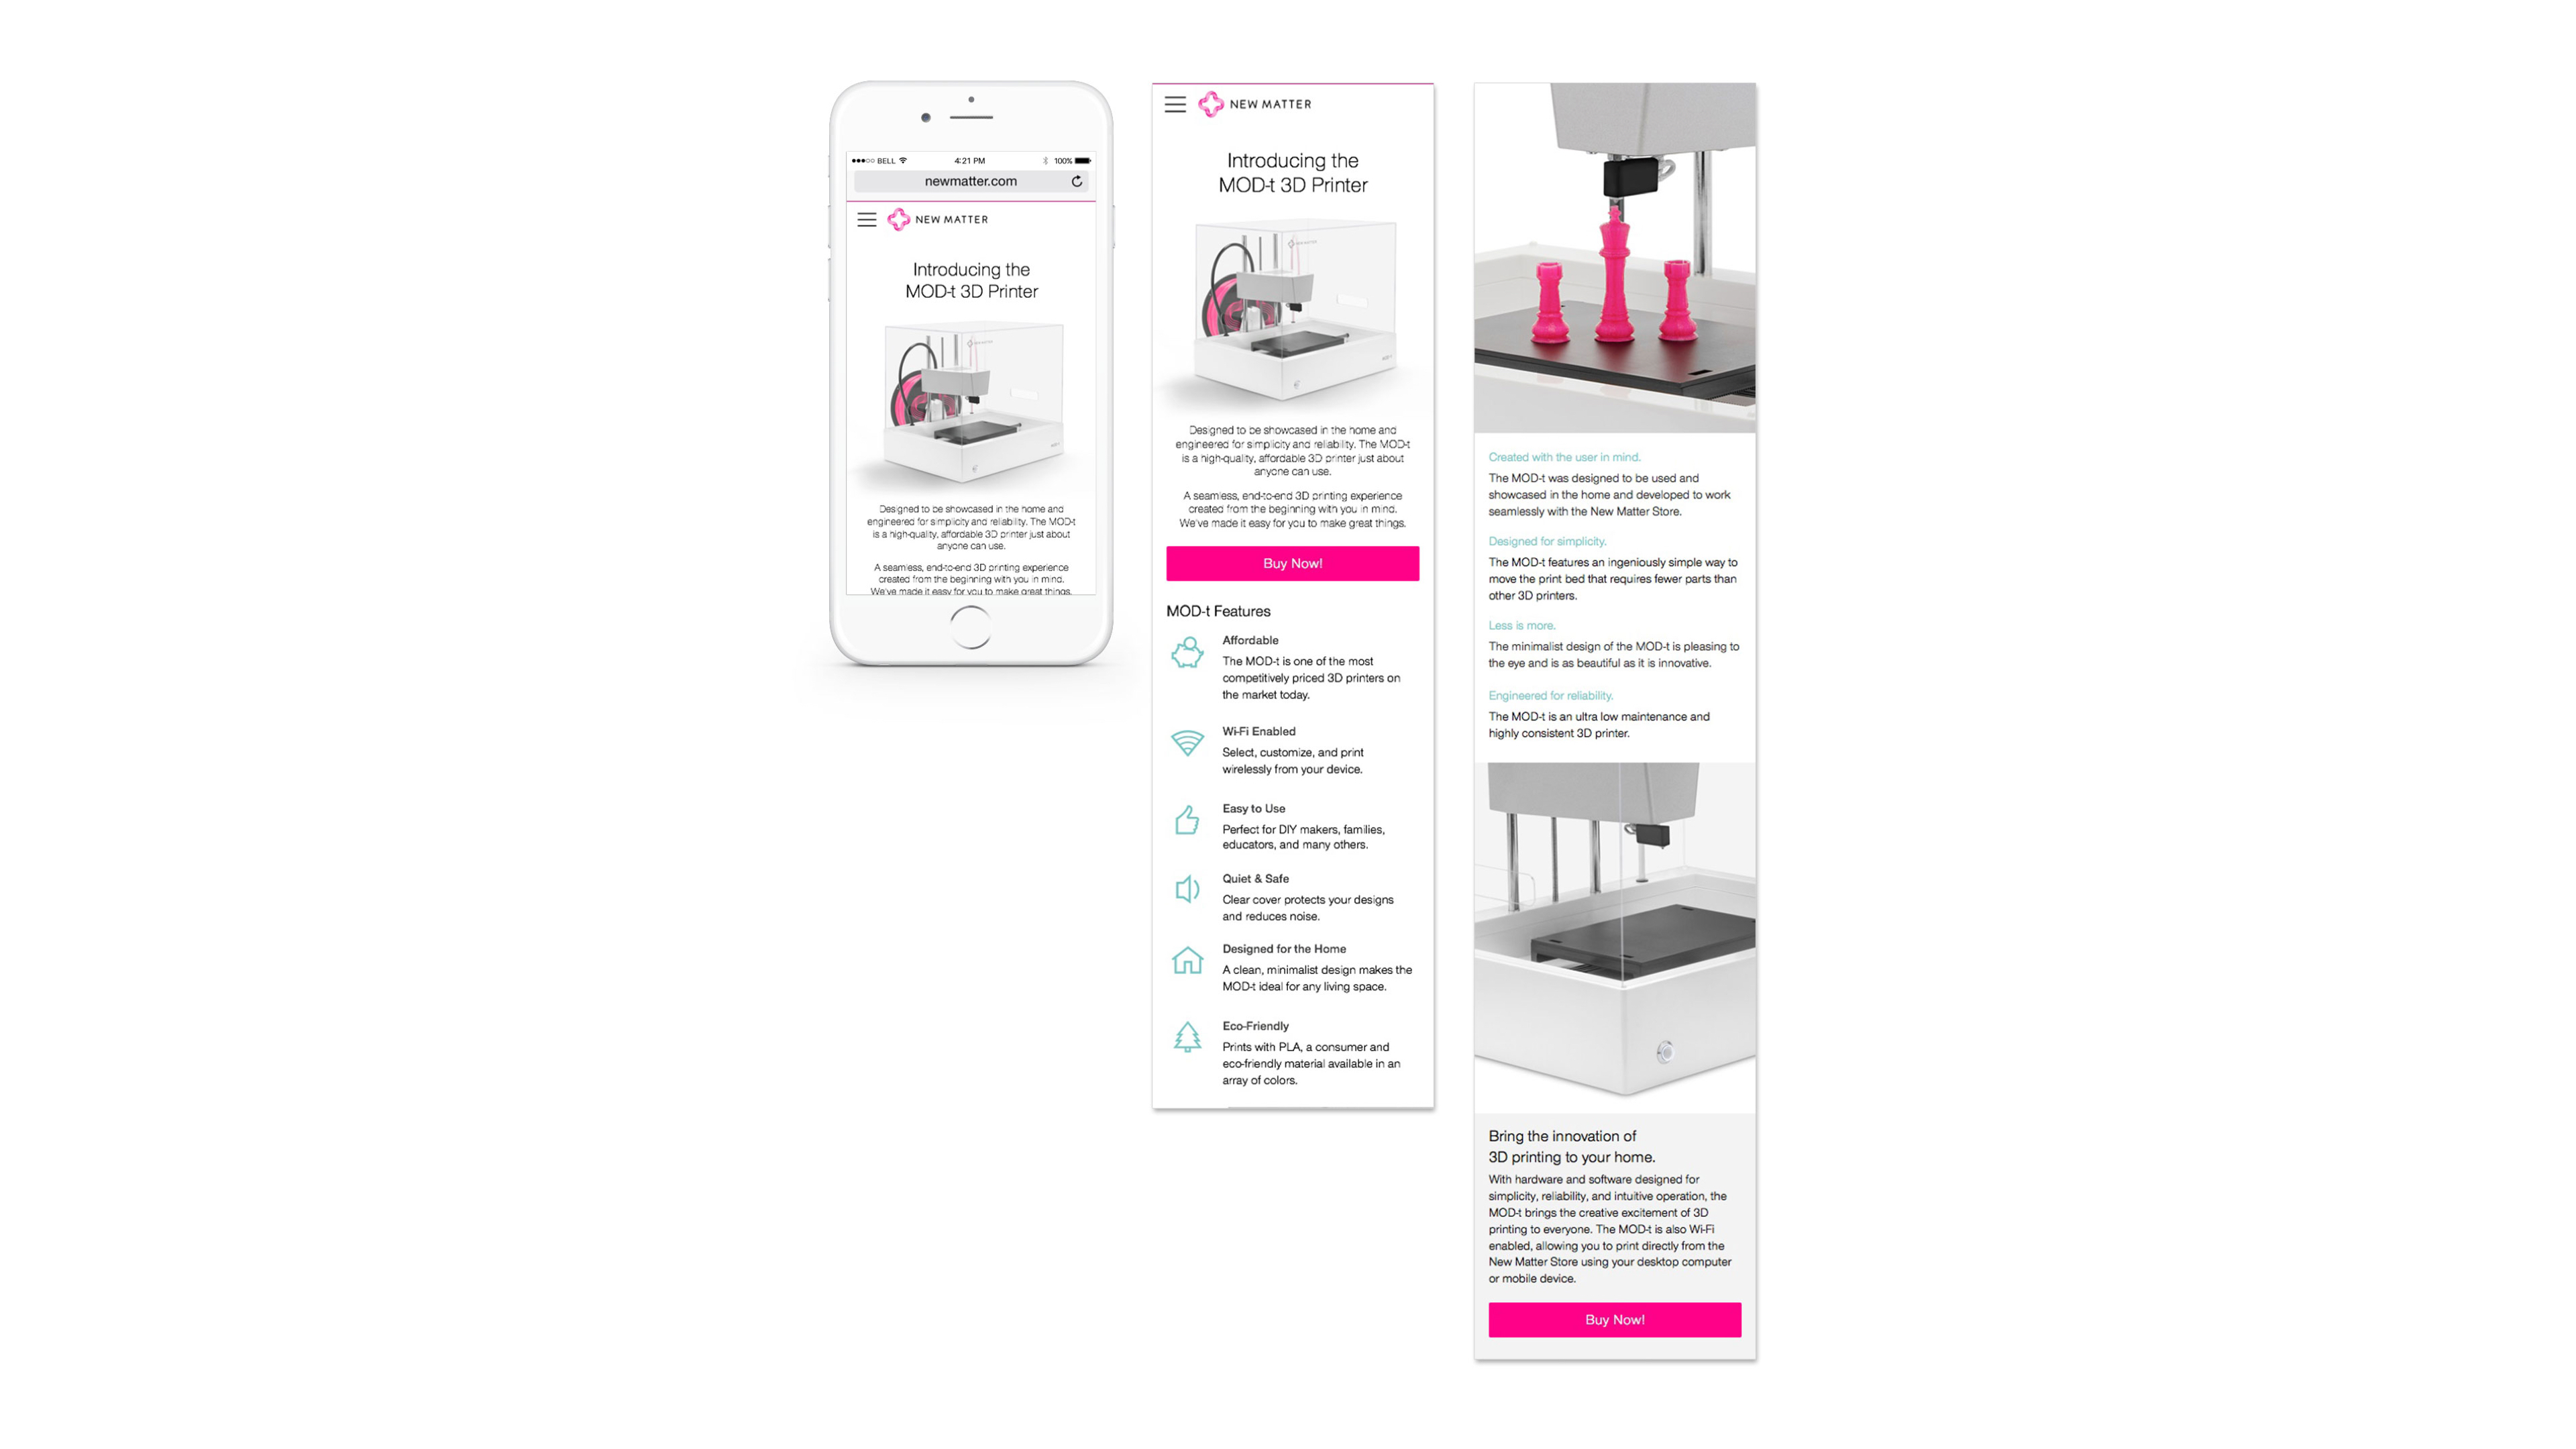 ●●●○○ BELL 4:21 PM 100%
newmatter.com
NEW MATTER
Introducing the
MOD-t 3D Printer
NEW MATTER
Designed to be showcased in the home and
engineered for simplicity and reliability. The MOD-t
is a high-quality, affordable 3D printer just about
anyone can use.
A seamless, end-to-end 3D printing experience
created from the beginning with you in mind.
We've made it easy for you to make great things.
NEW MATTER
Introducing the
MOD-t 3D Printer
NEW MATTER
MOD-t
Designed to be showcased in the home and
engineered for simplicity and reliability. The MOD-t
is a high-quality, affordable 3D printer just about
anyone can use.
A seamless, end-to-end 3D printing experience
created from the beginning with you in mind.
We've made it easy for you to make great things.
Buy Now!
MOD-t Features
Affordable
The MOD-t is one of the most
competitively priced 3D printers on
the market today.
Wi-Fi Enabled
Select, customize, and print
wirelessly from your device.
Easy to Use
Perfect for DIY makers, families,
educators, and many others.
Quiet & Safe
Clear cover protects your designs
and reduces noise.
Designed for the Home
A clean, minimalist design makes the
MOD-t ideal for any living space.
Eco-Friendly
Prints with PLA, a consumer and
eco-friendly material available in an
array of colors.
Created with the user in mind.
The MOD-t was designed to be used and
showcased in the home and developed to work
seamlessly with the New Matter Store.
Designed for simplicity.
The MOD-t features an ingeniously simple way to
move the print bed that requires fewer parts than
other 3D printers.
Less is more.
The minimalist design of the MOD-t is pleasing to
the eye and is as beautiful as it is innovative.
Engineered for reliability.
The MOD-t is an ultra low maintenance and
highly consistent 3D printer.
Bring the innovation of
3D printing to your home.
With hardware and software designed for
simplicity, reliability, and intuitive operation, the
MOD-t brings the creative excitement of 3D
printing to everyone. The MOD-t is also Wi-Fi
enabled, allowing you to print directly from the
New Matter Store using your desktop computer
or mobile device.
Buy Now!